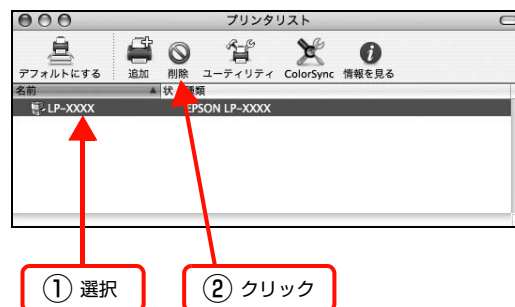 プリンタリスト
デフォルトにする 追加 削除 ユーティリティ ColorSync 情報を見る
名前 状 種類
LP-XXXX EPSON LP-XXXX
① 選択 ② クリック